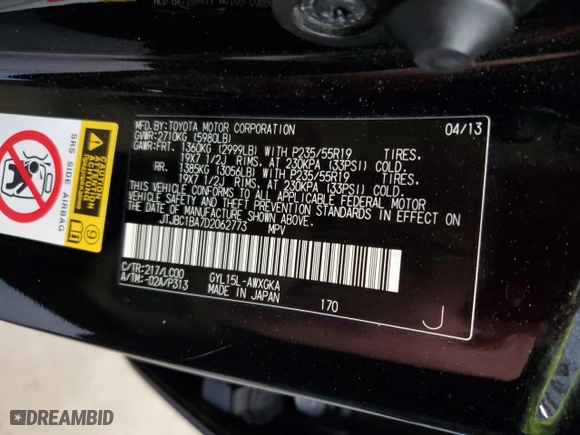 MFD.BY:TOYOTA MOTOR CORPORATION 04/13
GVWR:2710KG (5980LB)
GAWR:FRT. 1360KG (2999LB) WITH P235/55R19 TIRES,
19X7 1/2J RIMS, AT 230KPA (33PSI) COLD.
RR. 1385KG (3056LB) WITH P235/55R19 TIRES,
19X7 1/2J RIMS, AT 230KPA (33PSI) COLD.
THIS VEHICLE CONFORMS TO ALL APPLICABLE FEDERAL MOTOR
VEHICLE SAFETY AND THEFT PREVENTION STANDARDS IN EFFECT ON
THE DATE OF MANUFACTURE SHOWN ABOVE.
JTJBC1BA7D2062773 MPV
C/TR:217/LC00 GYL15L-AWXGKA
A/TM:-02A/P313 MADE IN JAPAN 170
J
SRS SIDE AIRBAG
9
DREAMBID